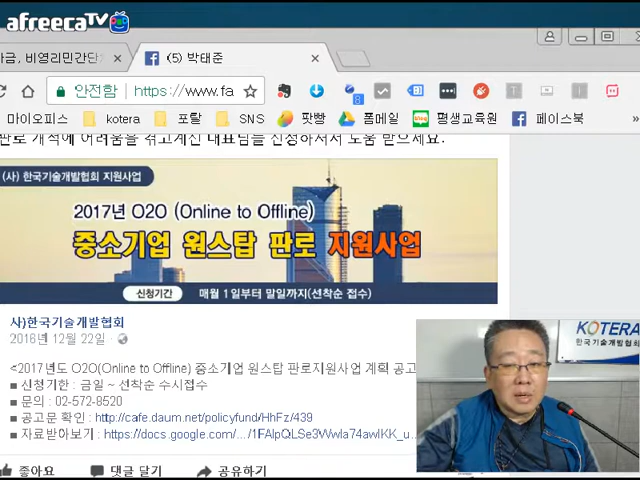 afreecaTV
금, 비영리민간단
(5) 박태준
안전함
https://www.fa
마이오피스
kotera
포탈
SNS
팟빵
폼메일
평생교육원
페이스북
판로 개척에 어려움을 겪고계신 대표님들 신청하셔서 도움 받으세요.
(사) 한국기술개발협회 지원사업
2017년 O2O (Online to Offline)
중소기업 원스탑 판로 지원사업
신청기간 매월 1일부터 말일까지(선착순 접수)
사)한국기술개발협회
2016년 12월 22일 ·
<2017년도 O2O(Online to Offline) 중소기업 원스탑 판로지원사업 계획 공고
■ 신청기한 : 금일 ~ 선착순 수시접수
■ 문의 : 02-572-8520
■ 공고문 확인 : http://cafe.daum.net/policyfund/HhFz/439
■ 자료받아보기 : https://docs.google.com/.../1FAIpQLSe3Wwla74awIKK_u...
좋아요
댓글 달기
공유하기
KOTERA
한국기술개발협회